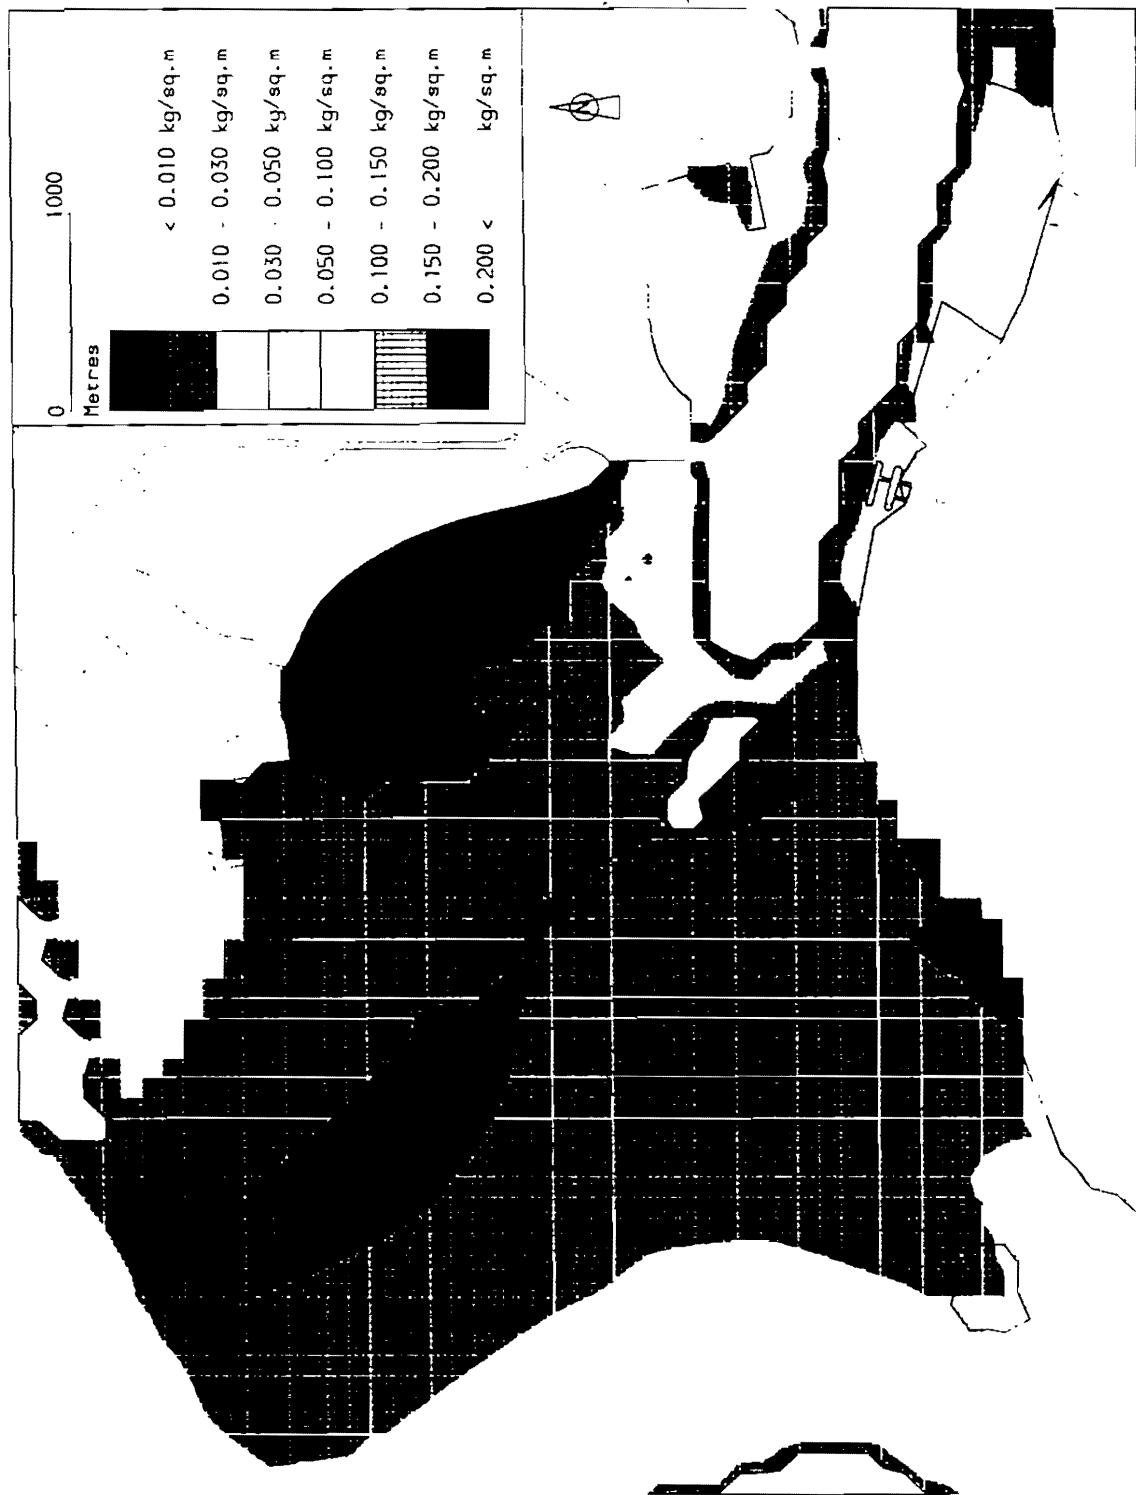 0 1000
Metres
< 0.010 kg/sq.m
0.010 - 0.030 kg/sq.m
0.030 - 0.050 kg/sq.m
0.050 - 0.100 kg/sq.m
0.100 - 0.150 kg/sq.m
0.150 - 0.200 kg/sq.m
0.200 < kg/sq.m
N